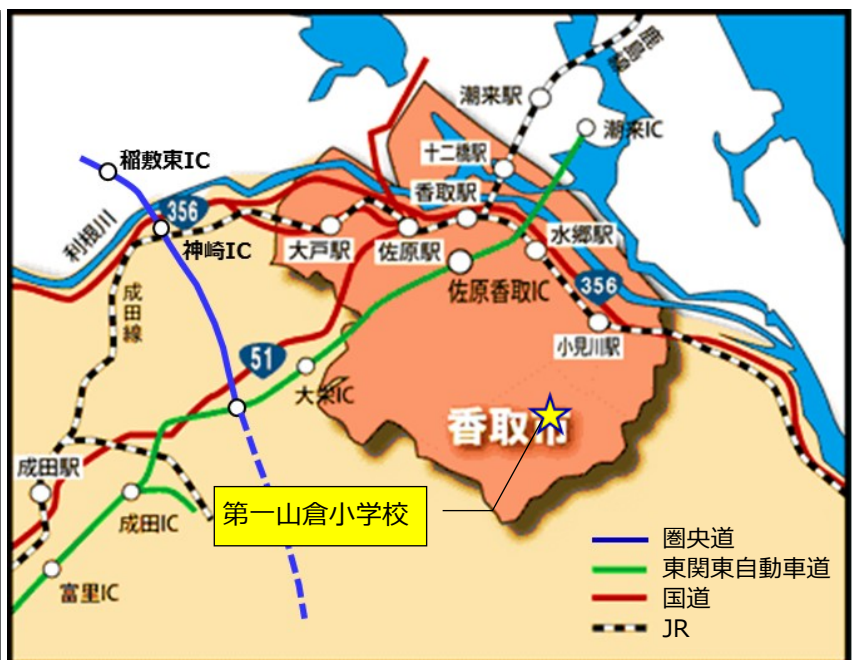 鹿島線
潮来駅
潮来IC
十二橋駅
稲敷東IC
香取駅
356
利根川
神崎IC
大戸駅
佐原駅
水郷駅
佐原香取IC
356
成田線
小見川駅
51
大栄IC
香取市
成田駅
第一山倉小学校
成田IC
富里IC
圏央道
東関東自動車道
国道
JR